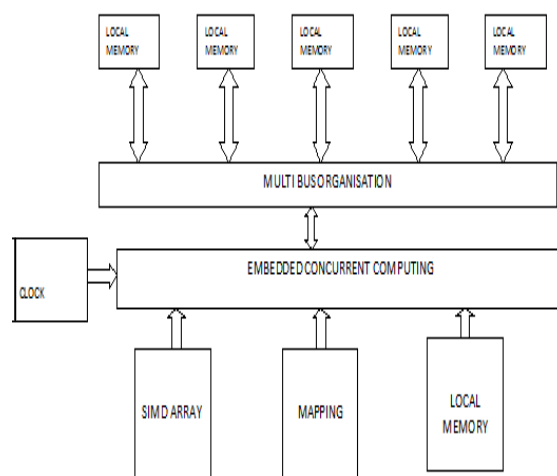 LOCAL
MEMORY
LOCAL
MEMORY
LOCAL
MEMORY
LOCAL
MEMORY
LOCAL
MEMORY
MULTI BUS ORGANISATION
EMBEDDED CONCURRENT COMPUTING
CLOCK
SIMD ARRAY
MAPPING
LOCAL
MEMORY